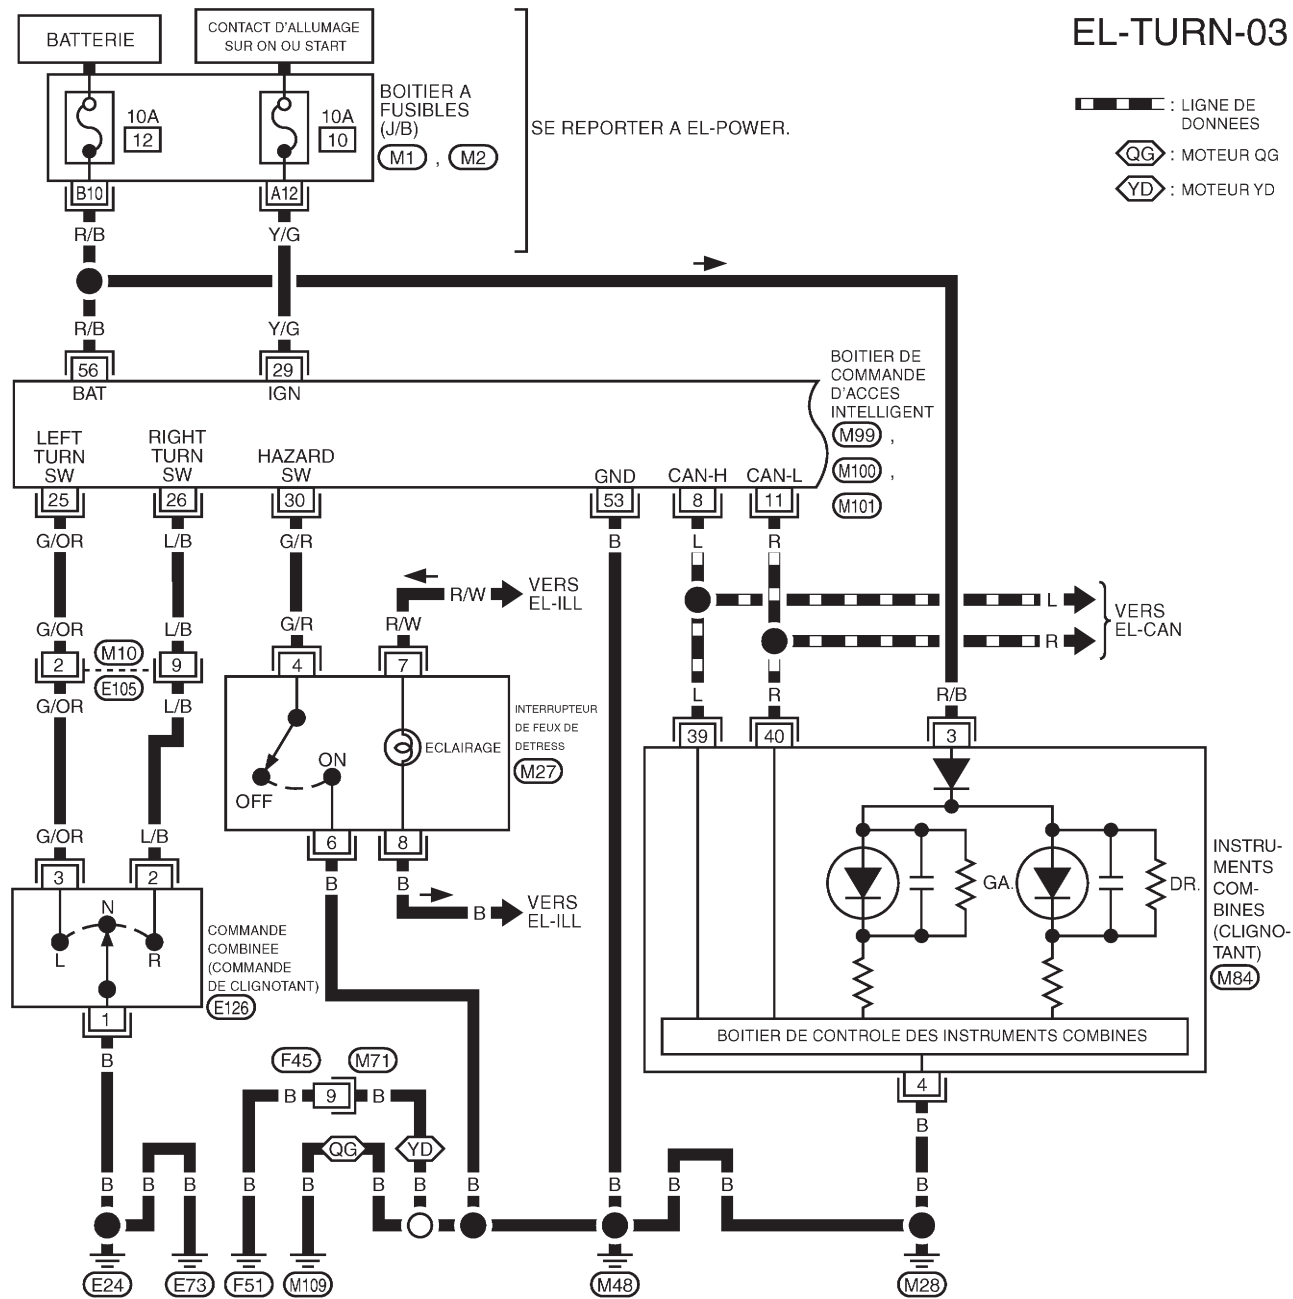 EL-TURN-03
BATTERIE
CONTACT D'ALLUMAGE
SUR ON OU START
10A
12
10A
10
BOITIER A
FUSIBLES
(J/B)
M1 , M2
SE REPORTER A EL-POWER.
: LIGNE DE
DONNEES
QG : MOTEUR QG
YD : MOTEUR YD
B10
A12
R/B
Y/G
R/B
Y/G
56
29
BAT
IGN
BOITIER DE
COMMANDE
D'ACCES
INTELLIGENT
M99 ,
M100 ,
M101
LEFT
TURN
SW
RIGHT
TURN
SW
HAZARD
SW
GND
CAN-H
CAN-L
25
26
30
53
8
11
G/OR
L/B
G/R
B
L
R
R/W
VERS
EL-ILL
L
R
VERS
EL-CAN
G/OR
L/B
G/R
R/W
2
M10
E105
9
4
7
G/OR
L/B
L
R
R/B
39
40
3
INTERRUPTEUR
DE FEUX DE
DETRESS
M27
ECLAIRAGE
ON
OFF
G/OR
L/B
6
8
3
2
B
B
B
VERS
EL-ILL
GA.
DR.
INSTRU-
MENTS
COM-
BINES
(CLIGNO-
TANT)
M84
N
L
R
COMMANDE
COMBINEE
(COMMANDE
DE CLIGNOTANT)
E126
1
BOITIER DE CONTROLE DES INSTRUMENTS COMBINES
B
F45
M71
4
B
9
B
B
QG
YD
B
B
B
B
B
B
B
B
B
B
B
B
B
E24
E73
F51
M109
M48
M28